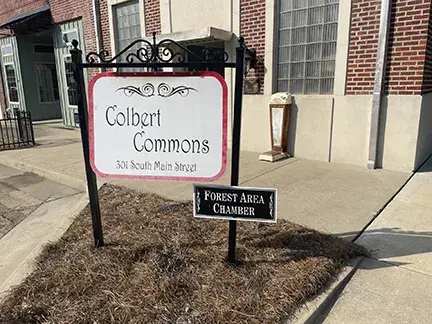 Colbert
Commons
301 South Main Street
Forest Area
Chamber